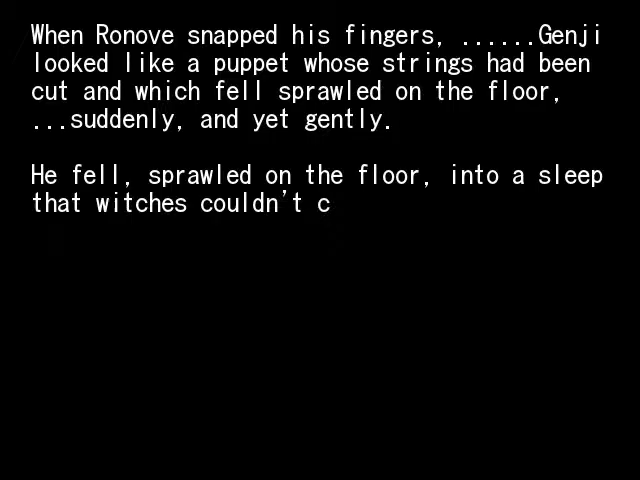 When Ronove snapped his fingers, ......Genji
looked like a puppet whose strings had been
cut and which fell sprawled on the floor,
...suddenly, and yet gently.
He fell, sprawled on the floor, into a sleep
that witches couldn't c